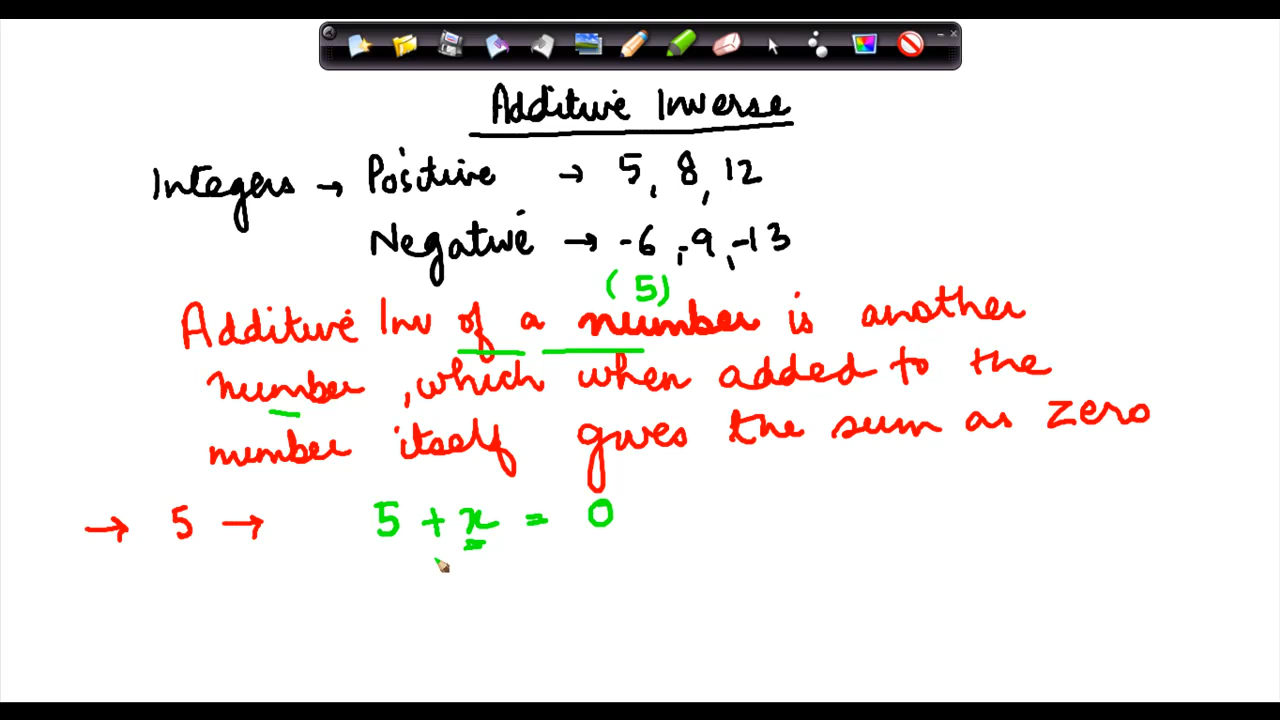 Additive Inverse
Integers → Positive → 5, 8, 12
Negative → -6, -9, -13
(5)
Additive Inv of a number is another
number, which when added to the
number itself gives the sum as zero
→ 5 → 5 + x = 0